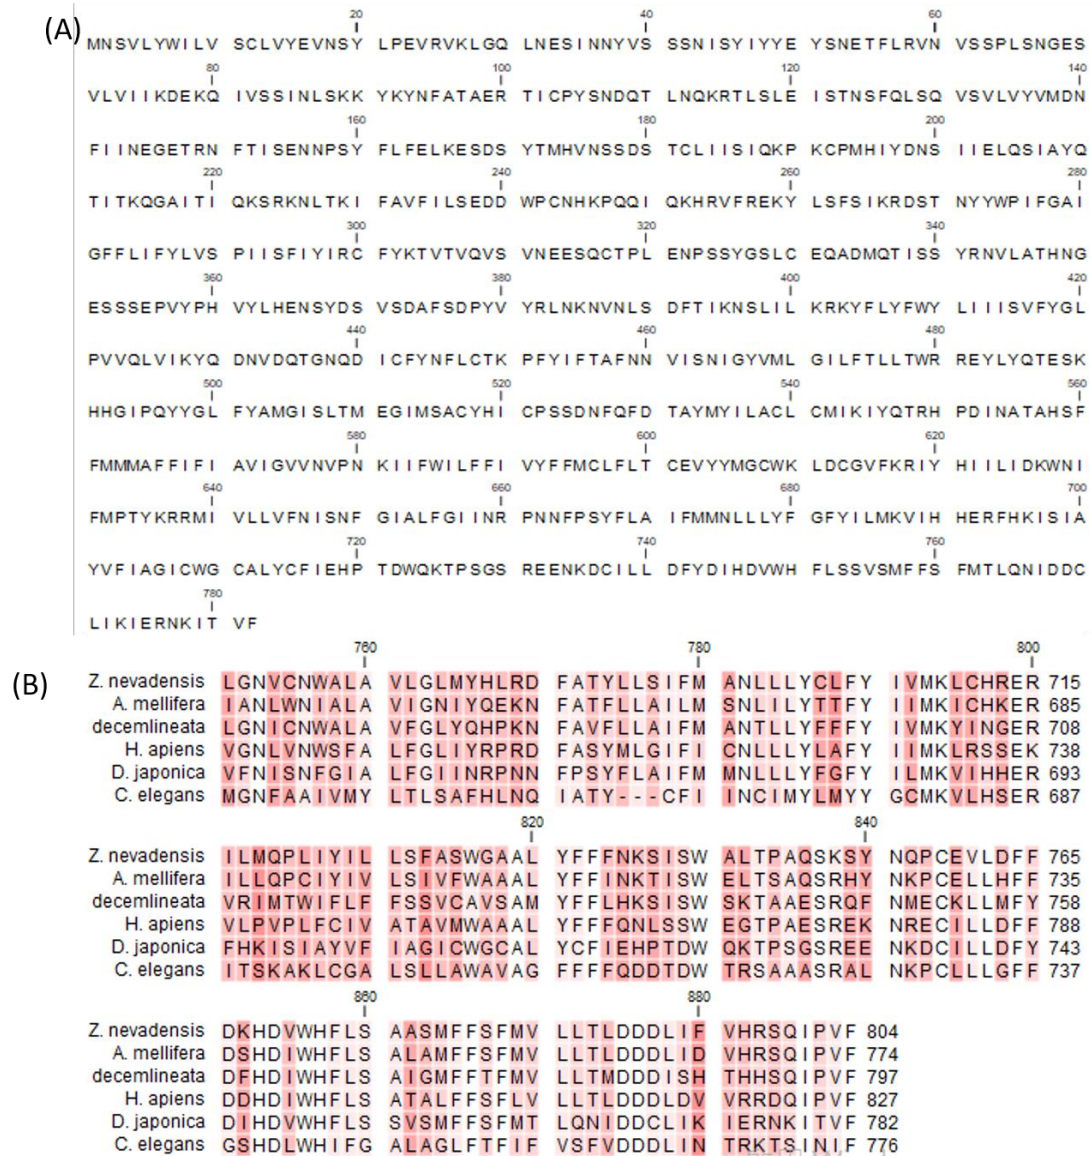 (A)
20 40 60
MNSVLYWILV SCLVYEVNSY LPEVRVKLGQ LNESINNYVS SSNISYIYYE YSNETFLRVN VSSPLSNGES
80 100 120 140
VLVIIKDEKQ IVSSINLSKK YKYNFATAER TICPYSNDQT LNQKRTLSLE ISTNSFQLSQ VSVLVYVMDN
160 180 200
FIINEGETRN FTISENNPSY FLFELKESDS YTMHVNSSDS TCLIISIQKP KCPMHIYDNS IIELQSIAYQ
220 240 260 280
TITKQGAITI QKSRKNLTKI FAVFILSEDD WPCNHKPQQI QKHRVFREKY LSFSIKRDST NYYWPIFGAI
300 320 340
GFFLIFYLVS PIISFIYIRC FYKTVTVQVS VNEESQCTPL ENPSSYGSLC EQADMQTISS YRNVLATHNG
360 380 400 420
ESSSEPVYPH VYLHENSYDS VSDAFSDPYV YRLNKNVNLS DFTIKNSLIL KRKYFLYFWY LIIISVFYGL
440 460 480
PVVQLVIKYQ DNVDQTGNQD ICFYNFLCTK PFYIFTAFNN VISNIGYVML GILFTLLTWR REYLYQTESK
500 520 540 560
HHGIPQYYGL FYAMGISLTM EGIMSACYHI CPSSDNFQFD TAYMYILACL CMIKIYQTRH PDINATAHSF
580 600 620
FMMMAFFIFI AVIGVVNVPN KIIFWILFFI VYFFMCLFLT CEVYYMGCWK LDCGVFKRIY HIILIDKWNI
640 660 680 700
FMPTYKRRMI VLLVFNISNF GIALFGIINR PNNFPSYFLA IFMMNLLLYF GFYILMKVIH HERFHKISIA
720 740 760
YVFIAGICWG CALYCFIEHP TDWQKTPSGS REENKDCILL DFYDIHDVWH FLSSVSMFFS FMTLQNIDDC
780
LIKIERNKIT VF
(B)
760 780 800
Z. nevadensis LGNVCNWALA VLGLMYHLRD FATYLLSIFM ANLLLYCLFY IVMKLCHRER 715
A. mellifera IANLWNIALA VIGNIYQEKN FATFLLAILM SNLILYTTFY IIMKICHKER 685
decemlineata LGNICNWALA VFGLYQHPKN FAVFLLAIFM ANTLLYFLFY IIMKYINGER 708
H. apiens VGNLVNWSFA LFGLIYRPRD FASYMLGIFI CNLLLYLAFY IIMKLRSSEK 738
D. japonica VFNISNFGIA LFGIINRPNN FPSYFLAIFM MNLLLYFGFY ILMKVIHHER 693
C. elegans MGNFAAIVMY LTLSAFHLNQ IATY---CFI INCIMYLMYY GCMKVLHSER 687
820 840
Z. nevadensis ILMQPLIYIL LSFASWGAAL YFFFNKSISW ALTPAQSKSY NQPCEVLDFF 765
A. mellifera ILLQPCIYIV LSIVFWAAAL YFFINKTISW ELTSAQSRHY NKPCELLHFF 735
decemlineata VRIMTWIFLF FSSVCAVSAM YFFLHKSISW SKTAAESRQF NMECKLLMFY 758
H. apiens VLPVPLFCIV ATAVMWAAAL YFFFQNLSSW EGTPAESREK NRECILLDFF 788
D. japonica FHKISIAYVF IAGICWGCAL YCFIEHPTDW QKTPSGSREE NKDCILLDFY 743
C. elegans ITSKAKLCGA LSLLAWAVAG FFFFQDDTDW TRSAAASRAL NKPCLLLGFF 737
860 880
Z. nevadensis DKHDVWHFLS AASMFFSFMV LLTLDDDLIF VHRSQIPVF 804
A. mellifera DSHDIWHFLS ALAMFFSFMV LLTLDDDLID VHRSQIPVF 774
decemlineata DFHDIWHFLS AIGMFFTFMV LLTMDDDISH THHSQIPVF 797
H. apiens DDHDIWHFLS ATALFFSFLV LLTLDDDLDV VRRDQIPVF 827
D. japonica DIHDVWHFLS SVSMFFSFMT LQNIDDCLIK IERNKITVF 782
C. elegans GSHDLWHIFG ALAGLFTFIF VSFVDDDLIN TRKTSINIF 776